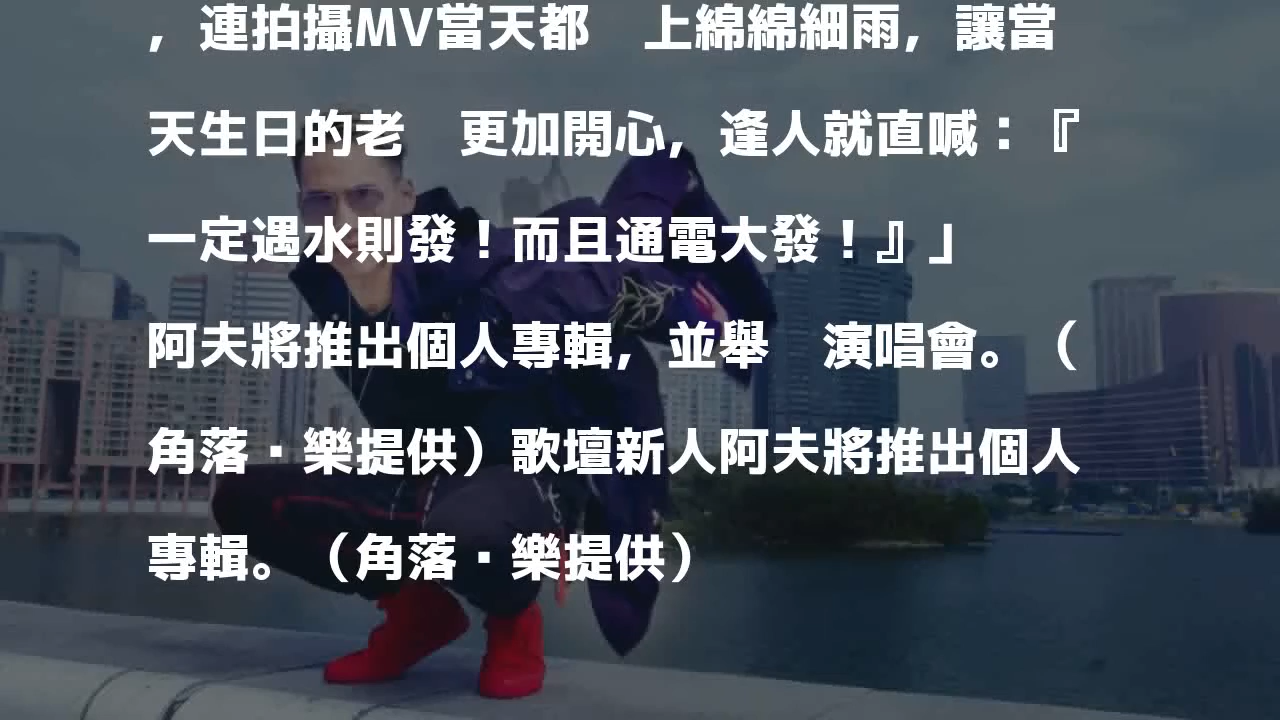 ，連拍攝MV當天都　上綿綿細雨，讓當
天生日的老　更加開心，逢人就直喊：『
一定遇水則發！而且通電大發！』」
阿夫將推出個人專輯，並舉　演唱會。（
角落・樂提供）歌壇新人阿夫將推出個人
專輯。（角落・樂提供）